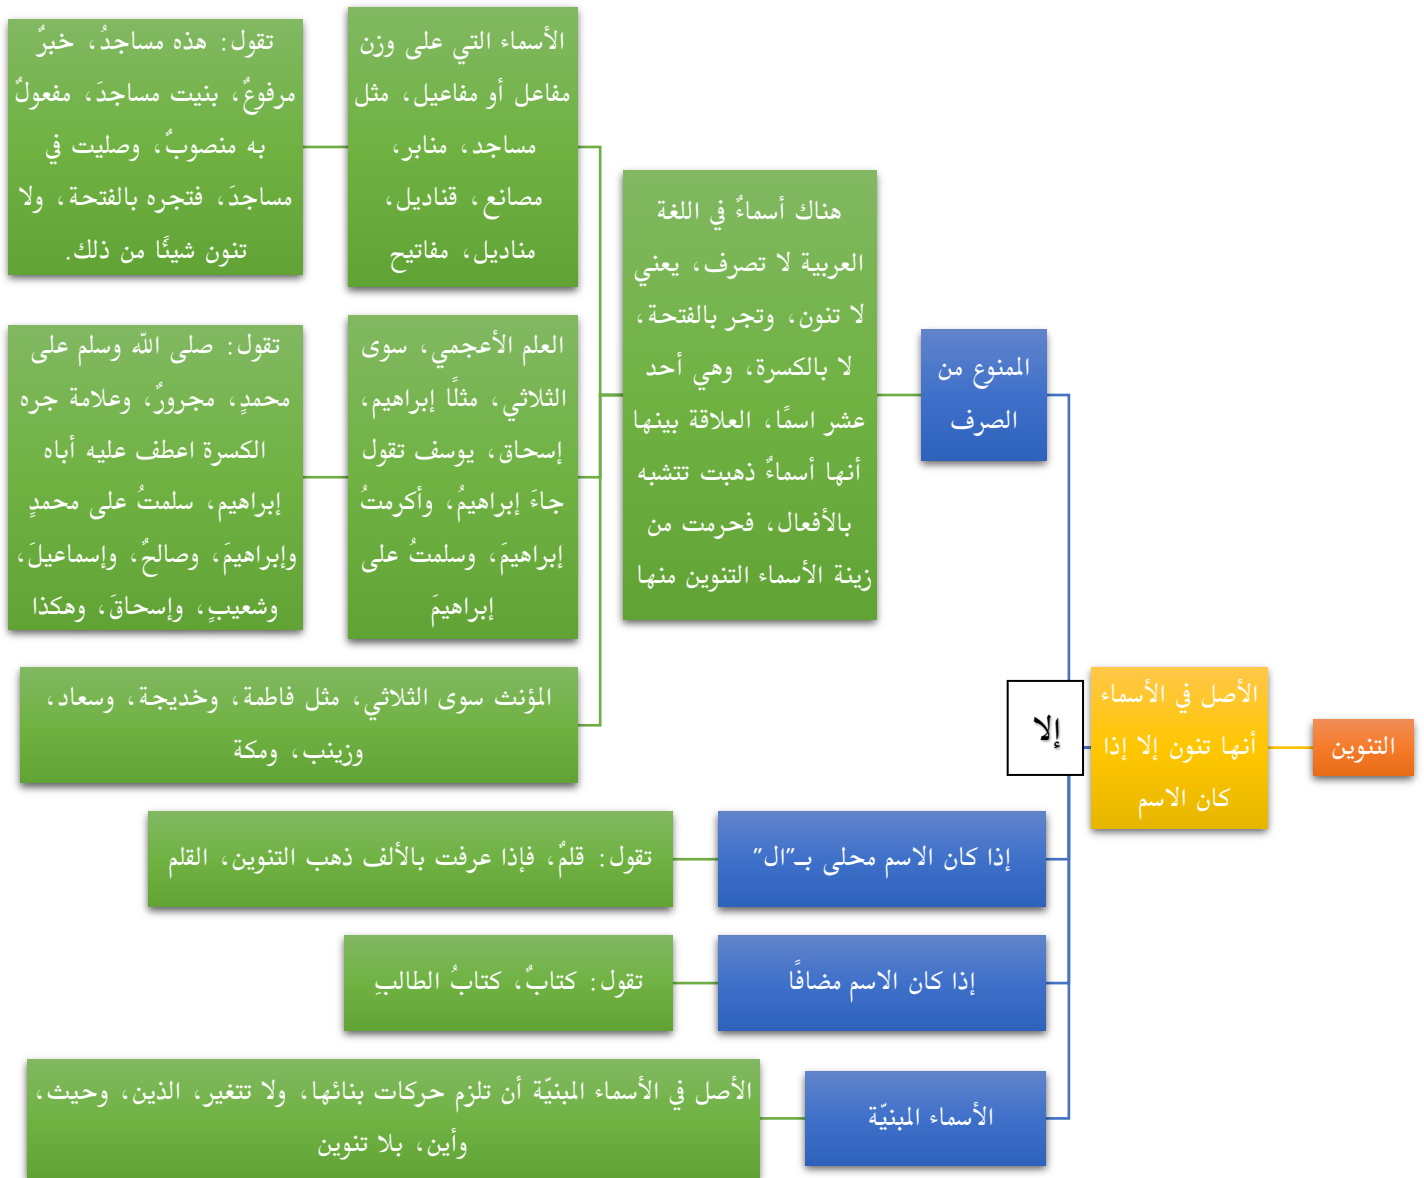 التنوين
الأصل في الأسماء
أنها تنون إلا إذا
كان الاسم
إلا
الممنوع من
الصرف
هناك أسماءٌ في اللغة
العربية لا تصرف، يعني
لا تنون، وتجر بالفتحة،
لا بالكسرة، وهي أحد
عشر اسمًا، العلاقة بينها
أنها أسماءٌ ذهبت تتشبه
بالأفعال، فحرمت من
زينة الأسماء التنوين منها
الأسماء التي على وزن
مفاعل أو مفاعيل، مثل
مساجد، منابر،
مصانع، قناديل،
مناديل، مفاتيح
تقول: هذه مساجدُ، خبرٌ
مرفوعٌ، بنيت مساجدَ، مفعولٌ
به منصوبٌ، وصليت في
مساجدَ، فتجره بالفتحة، ولا
تنون شيئًا من ذلك.
العلم الأعجمي، سوى
الثلاثي، مثلًا إبراهيم،
إسحاق، يوسف تقول
جاءَ إبراهيمُ، وأكرمتُ
إبراهيمَ، وسلمتُ على
إبراهيمَ
تقول: صلى الله وسلم على
محمدٍ، مجرورٌ، وعلامة جره
الكسرة اعطف عليه أباه
إبراهيم، سلمتُ على محمدٍ
وإبراهيمَ، وصالحٌ، وإسماعيلَ،
وشعيبٍ، وإسحاقَ، وهكذا
المؤنث سوى الثلاثي، مثل فاطمة، وخديجة، وسعاد،
وزينب، ومكة
إذا كان الاسم محلى بـ"ال"
تقول: قلمٌ، فإذا عرفت بالألف ذهب التنوين، القلم
إذا كان الاسم مضافًا
تقول: كتابٌ، كتابُ الطالبِ
الأسماء المبنيّة
الأصل في الأسماء المبنيّة أن تلزم حركات بنائها، ولا تتغير، الذين، وحيث،
وأين، بلا تنوين